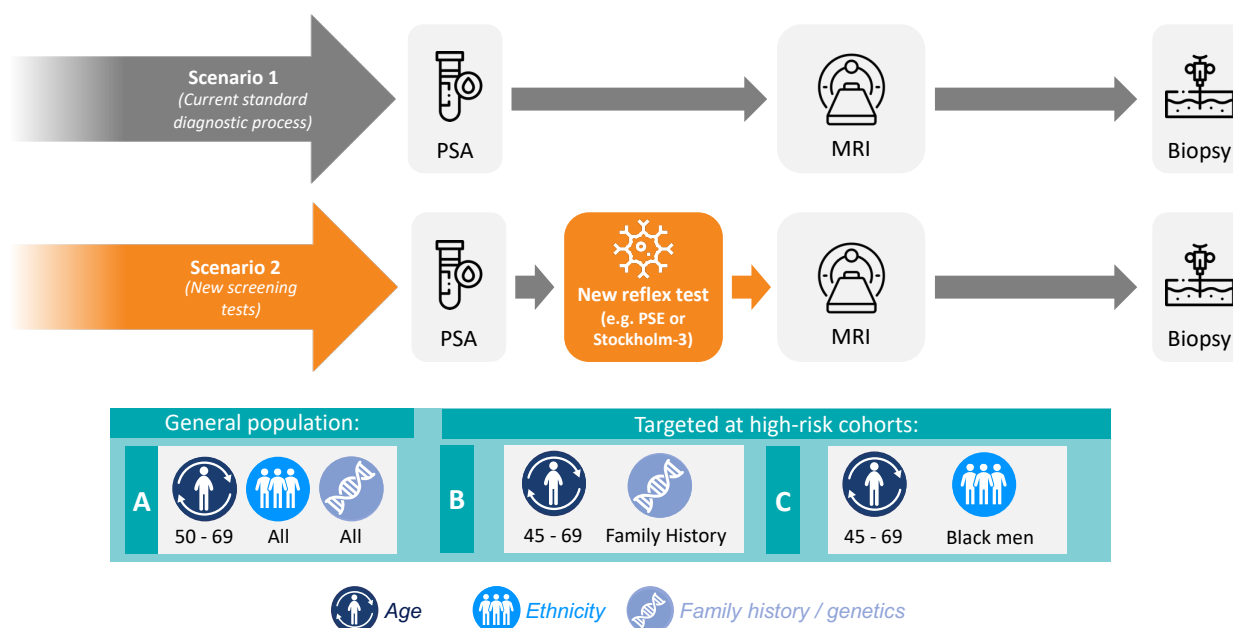 Scenario 1
(Current standard
diagnostic process)
PSA
MRI
Biopsy
Scenario 2
(New screening
tests)
PSA
New reflex test
(e.g. PSE or
Stockholm-3)
MRI
Biopsy
General population:
Targeted at high-risk cohorts:
A
50 - 69
All
All
B
45 - 69
Family History
C
45 - 69
Black men
Age
Ethnicity
Family history / genetics